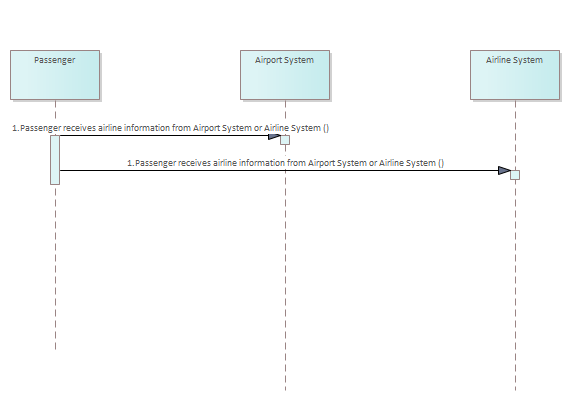 Passenger
Airport System
Airline System
1.Passenger receives airline information from Airport System or Airline System ()
1.Passenger receives airline information from Airport System or Airline System ()